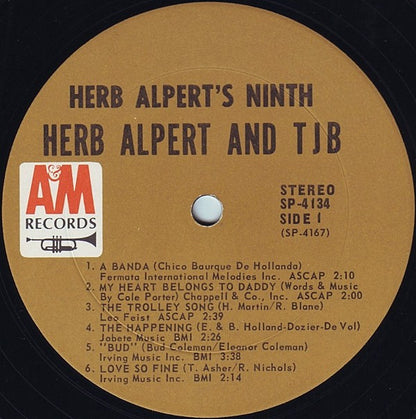 HERB ALPERT'S NINTH
HERB ALPERT AND TJB
A&M
RECORDS
STEREO
SP-4134
SIDE 1
(SP-4167)
1. A BANDA (Chico Baurque De Hollanda)
Fermata International Melodies Inc. ASCAP 2:10
2. MY HEART BELONGS TO DADDY (Words & Music
By Cole Porter) Chappell & Co., Inc. ASCAP 2:00
3. THE TROLLEY SONG (H. Martin/R. Blane)
Leo Feist ASCAP 2:39
4. THE HAPPENING (E. & B. Holland-Dozier-De Vol)
Jobete Music BMI 2:26
5. "BUD" (Bud Coleman/Eleanor Coleman)
Irving Music Inc. BMI 3:38
6. LOVE SO FINE (T. Asher/R. Nichols)
Irving Music Inc. BMI 2:14